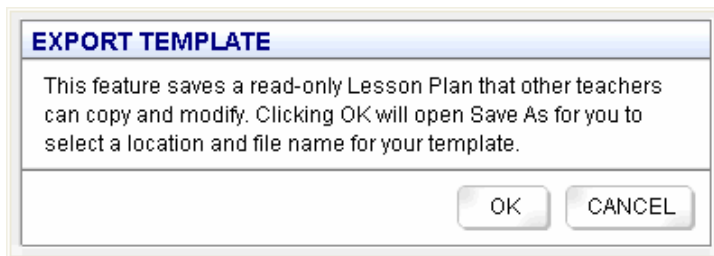 EXPORT TEMPLATE
This feature saves a read-only Lesson Plan that other teachers
can copy and modify. Clicking OK will open Save As for you to
select a location and file name for your template.
OK CANCEL